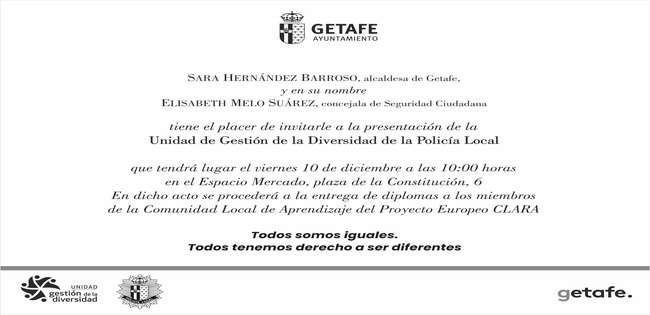 GETAFE
AYUNTAMIENTO
SARA HERNÁNDEZ BARROSO, alcaldesa de Getafe,
y en su nombre
ELISABETH MELO SUÁREZ, concejala de Seguridad Ciudadana
tiene el placer de invitarle a la presentación de la
Unidad de Gestión de la Diversidad de la Policía Local
que tendrá lugar el viernes 10 de diciembre a las 10:00 horas
en el Espacio Mercado, plaza de la Constitución, 6
En dicho acto se procederá a la entrega de diplomas a los miembros
de la Comunidad Local de Aprendizaje del Proyecto Europeo CLARA
Todos somos iguales.
Todos tenemos derecho a ser diferentes
UNIDAD
gestión de la
diversidad
getafe.